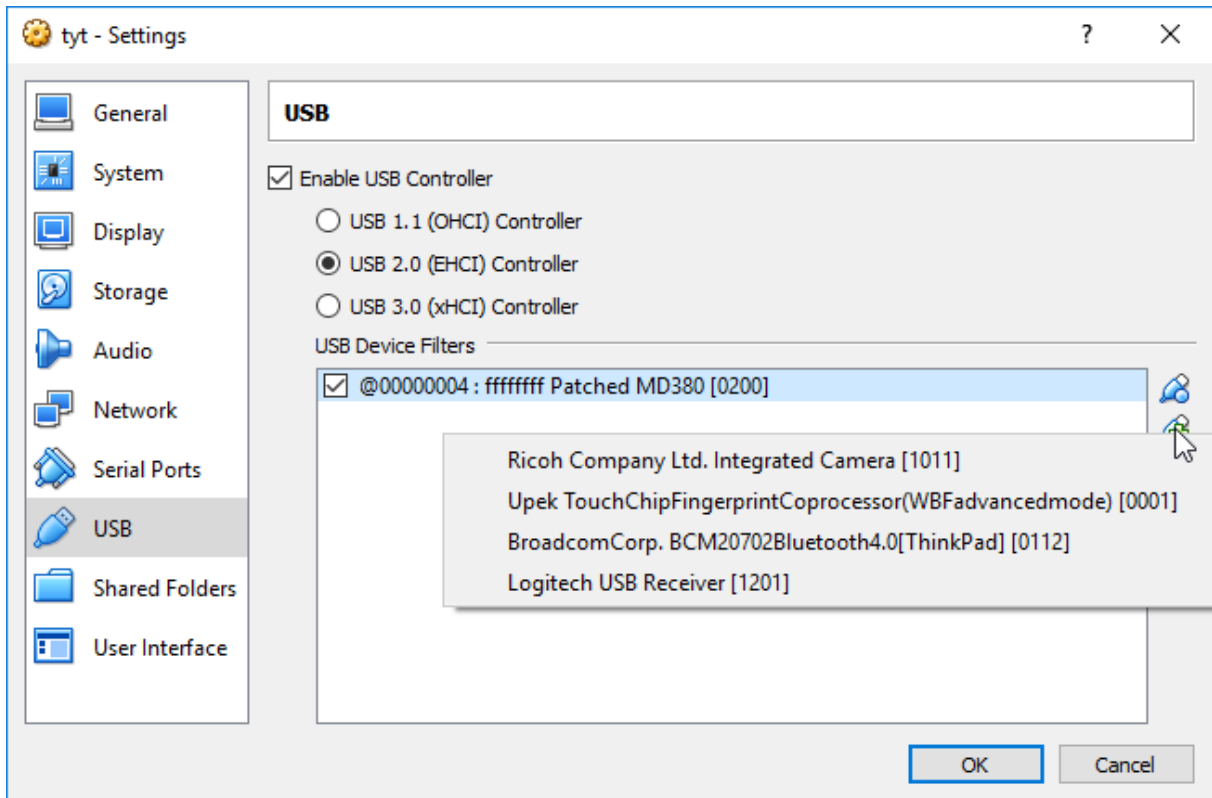 tyt - Settings
?
General
System
Display
Storage
Audio
Network
Serial Ports
USB
Shared Folders
User Interface
USB
Enable USB Controller
USB 1.1 (OHCI) Controller
USB 2.0 (EHCI) Controller
USB 3.0 (xHCI) Controller
USB Device Filters
@00000004 : ffffffff Patched MD380 [0200]
Ricoh Company Ltd. Integrated Camera [1011]
Upek TouchChipFingerprintCoprocessor(WBFadvancedmode) [0001]
BroadcomCorp. BCM20702Bluetooth4.0[ThinkPad] [0112]
Logitech USB Receiver [1201]
OK
Cancel